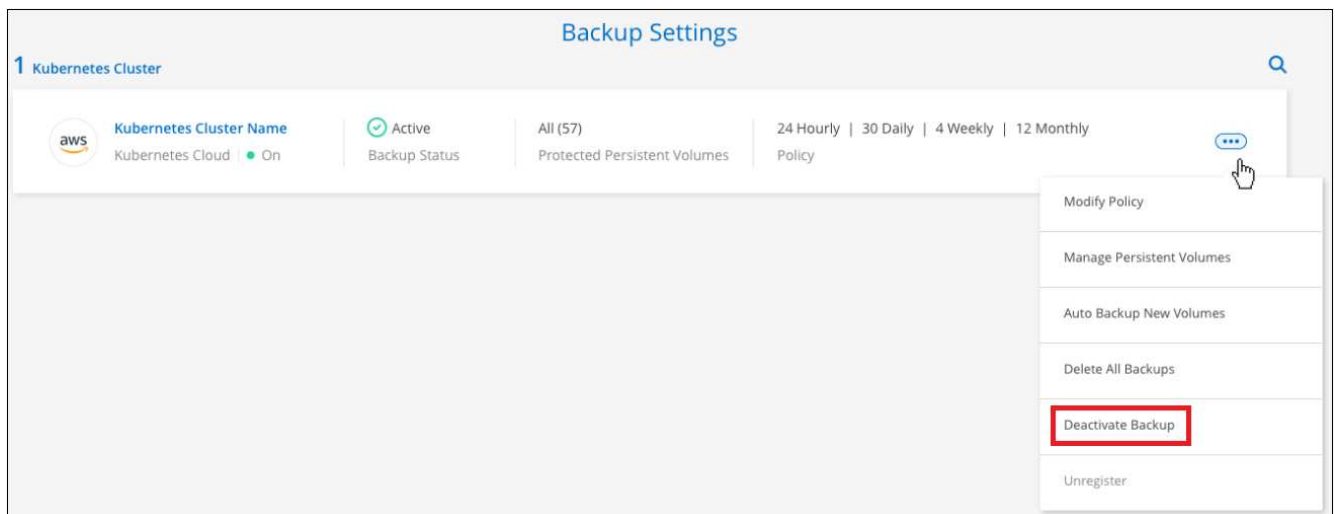 Backup Settings
1 Kubernetes Cluster
aws
Kubernetes Cluster Name
Kubernetes Cloud | On
Active
Backup Status
All (57)
Protected Persistent Volumes
24 Hourly | 30 Daily | 4 Weekly | 12 Monthly
Policy
Modify Policy
Manage Persistent Volumes
Auto Backup New Volumes
Delete All Backups
Deactivate Backup
Unregister